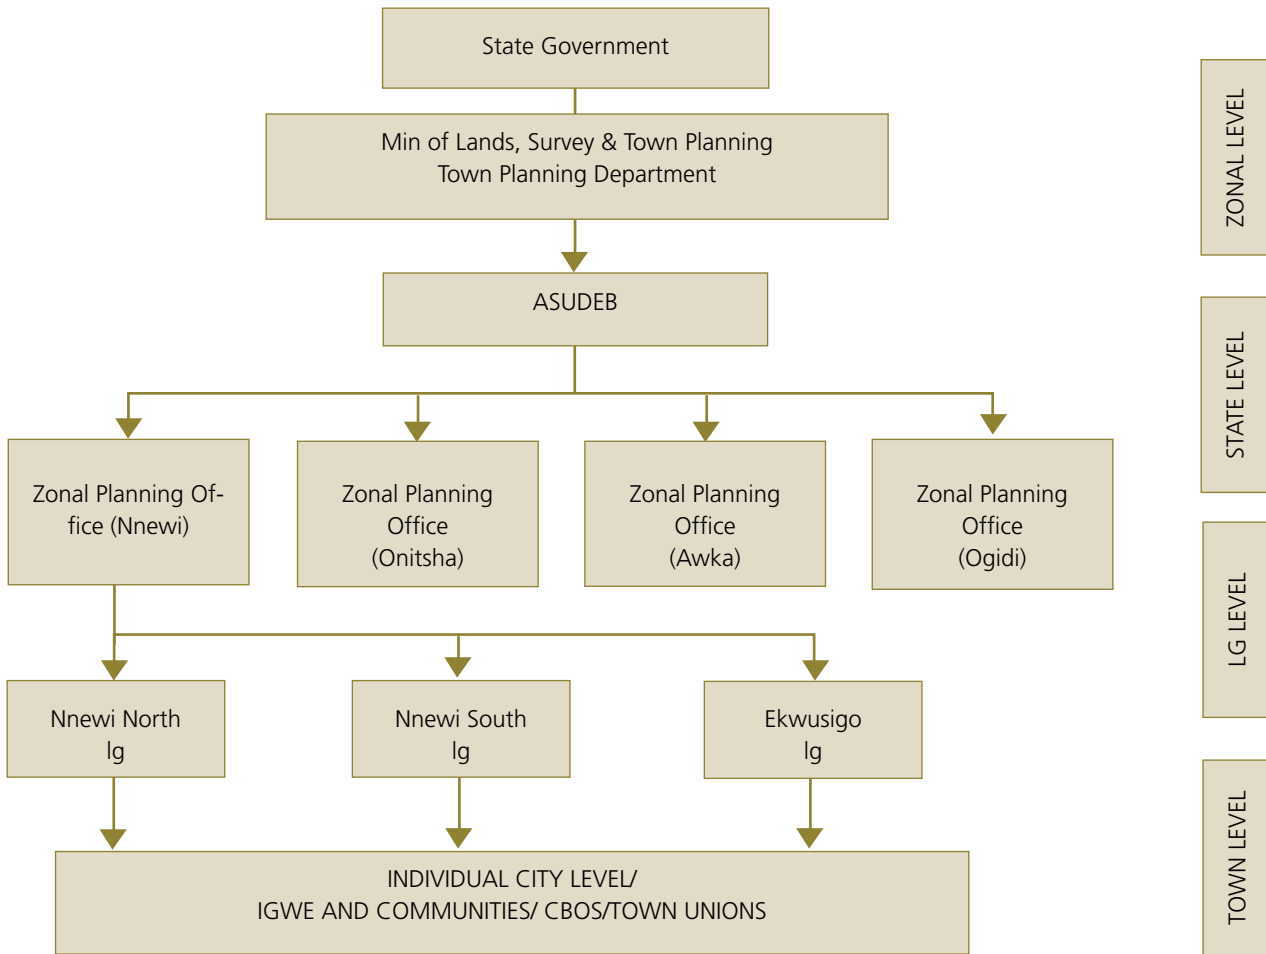 State Government
Min of Lands, Survey & Town Planning
Town Planning Department
ASUDEB
Zonal Planning Of-
fice (Nnewi)
Zonal Planning
Office
(Onitsha)
Zonal Planning
Office
(Awka)
Zonal Planning
Office
(Ogidi)
Nnewi North
lg
Nnewi South
lg
Ekwusigo
lg
INDIVIDUAL CITY LEVEL/
IGWE AND COMMUNITIES/ CBOS/TOWN UNIONS
ZONAL LEVEL
STATE LEVEL
LG LEVEL
TOWN LEVEL